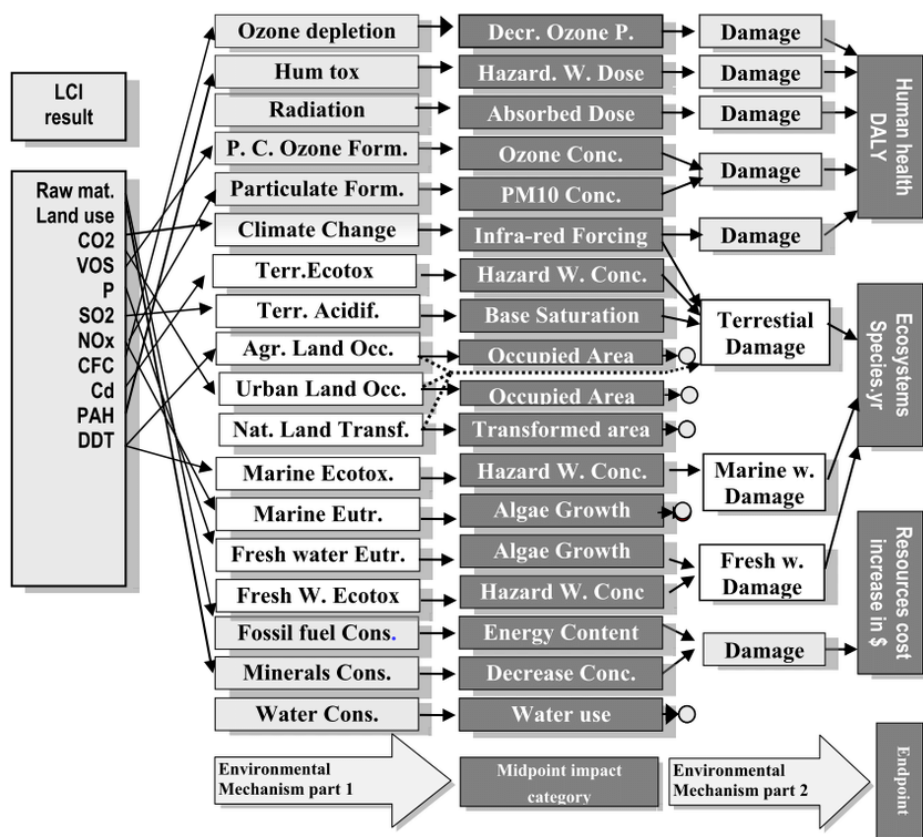 LCI
result
Raw mat.
Land use
CO2
VOS
P
SO2
NOx
CFC
Cd
PAH
DDT
Ozone depletion
Hum tox
Radiation
P. C. Ozone Form.
Particulate Form.
Climate Change
Terr.Ecotox
Terr. Acidif.
Agr. Land Occ.
Urban Land Occ.
Nat. Land Transf.
Marine Ecotox.
Marine Eutr.
Fresh water Eutr.
Fresh W. Ecotox
Fossil fuel Cons.
Minerals Cons.
Water Cons.
Decr. Ozone P.
Hazard. W. Dose
Absorbed Dose
Ozone Conc.
PM10 Conc.
Infra-red Forcing
Hazard W. Conc.
Base Saturation
Occupied Area
Occupied Area
Transformed area
Hazard W. Conc.
Algae Growth
Algae Growth
Hazard W. Conc
Energy Content
Decrease Conc.
Water use
Damage
Damage
Damage
Damage
Damage
Terrestial
Damage
Marine w.
Damage
Fresh w.
Damage
Damage
Human health
DALY
Ecosystems
Species.yr
Resources cost
increase in $
Environmental
Mechanism part 1
Midpoint impact
category
Environmental
Mechanism part 2
Endpoint